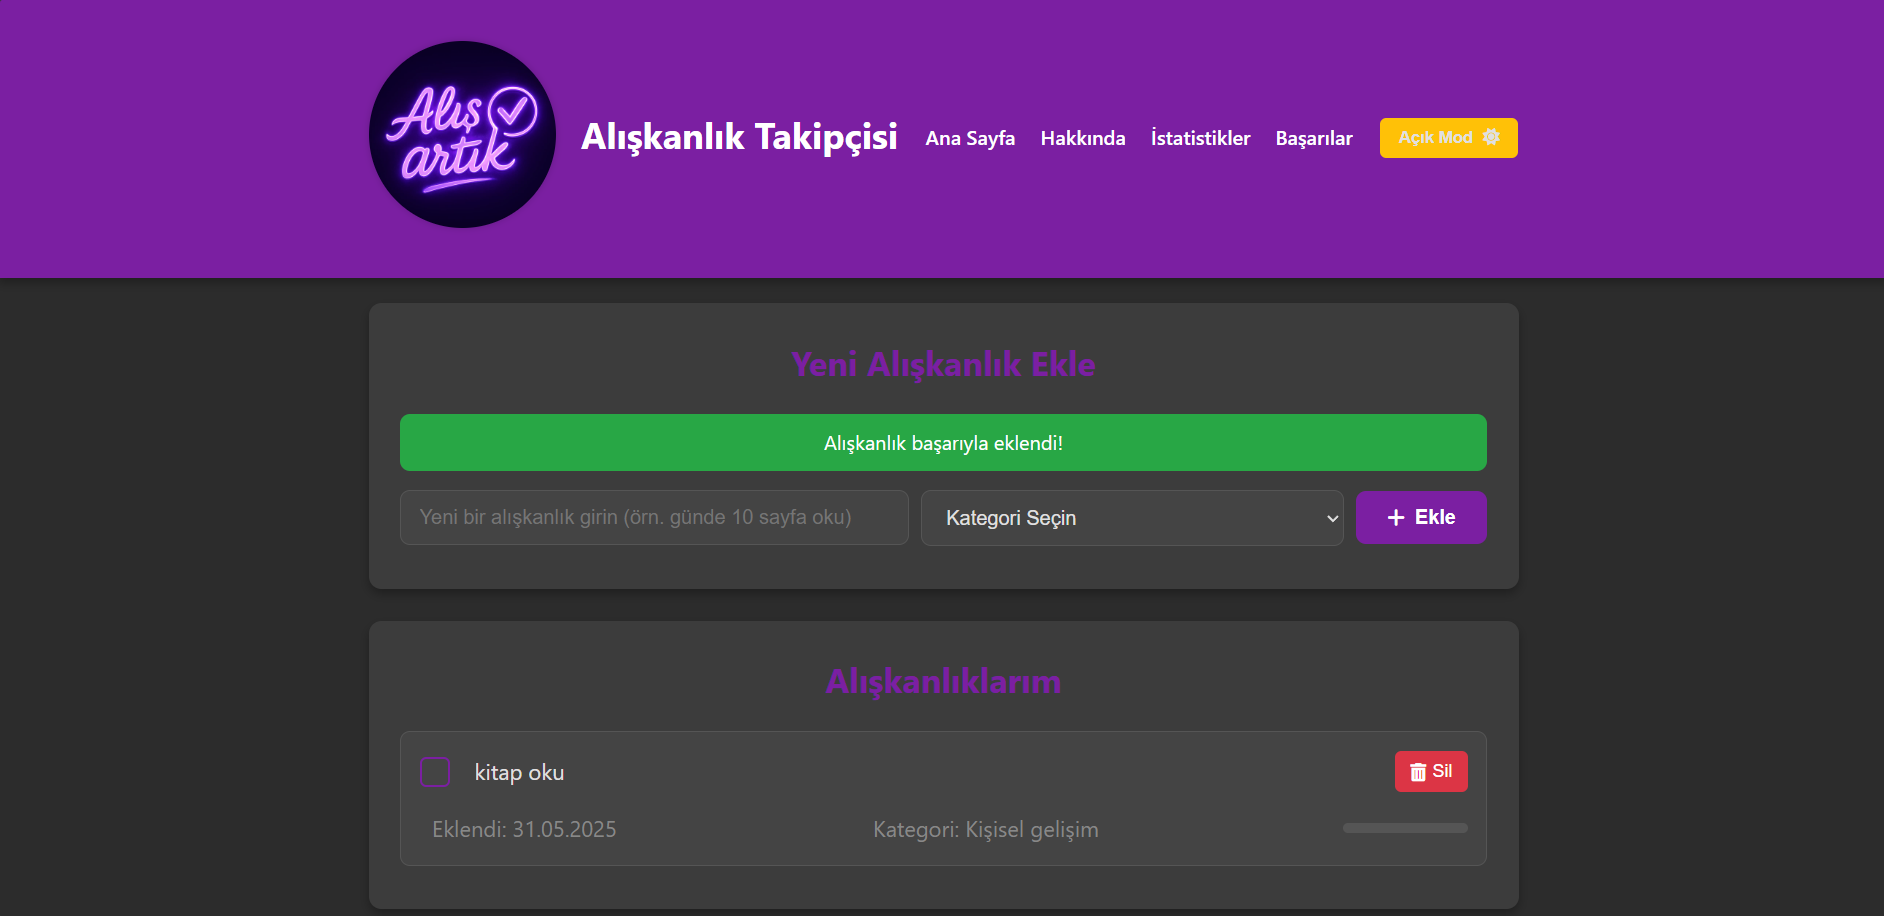 Alış
artık
Alışkanlık Takipçisi
Ana Sayfa
Hakkında
İstatistikler
Başarılar
Açık Mod
Yeni Alışkanlık Ekle
Alışkanlık başarıyla eklendi!
Yeni bir alışkanlık girin (örn. günde 10 sayfa oku)
Kategori Seçin
Ekle
Alışkanlıklarım
kitap oku
Sil
Eklendi: 31.05.2025
Kategori: Kişisel gelişim